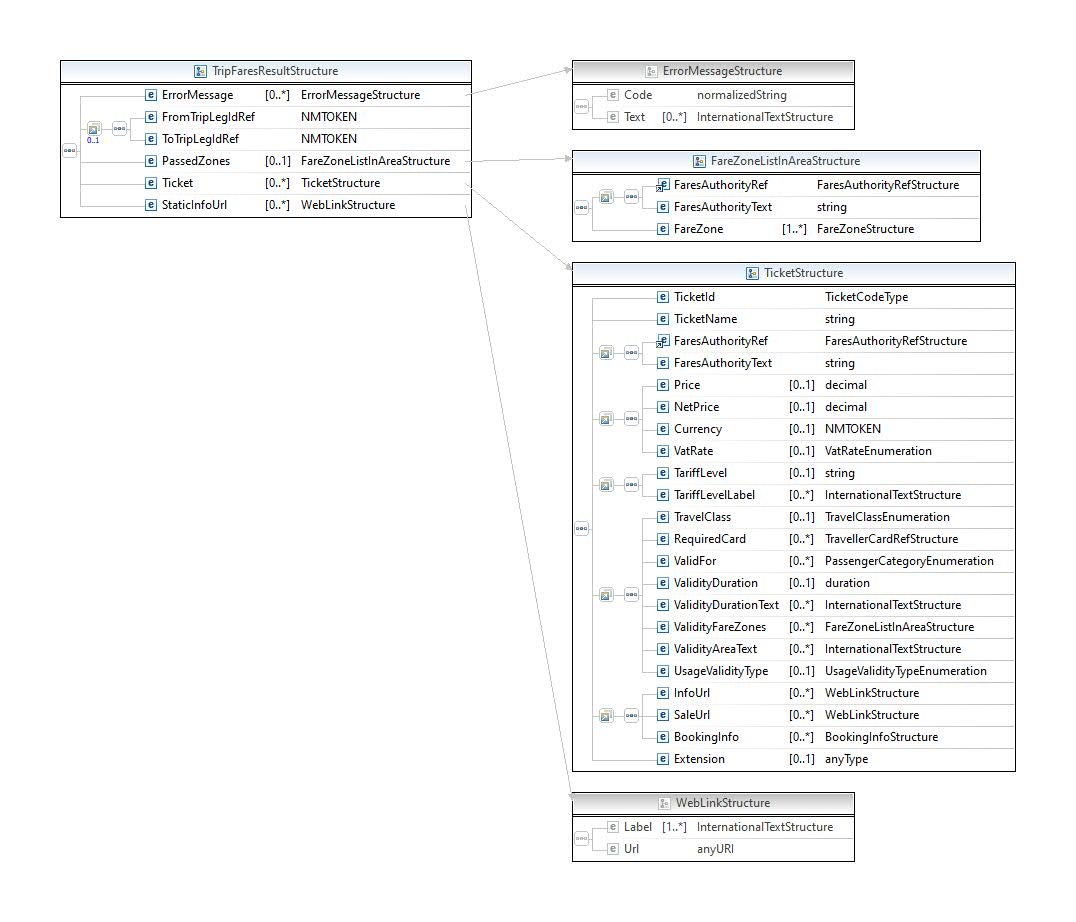 TripFaresResultStructure
ErrorMessage [0..*] ErrorMessageStructure
FromTripLegIdRef NMTOKEN
0..1
ToTripLegIdRef NMTOKEN
PassedZones [0..1] FareZoneListInAreaStructure
Ticket [0..*] TicketStructure
StaticInfoUrl [0..*] WebLinkStructure
ErrorMessageStructure
Code normalizedString
Text [0..*] InternationalTextStructure
FareZoneListInAreaStructure
FaresAuthorityRef FaresAuthorityRefStructure
FaresAuthorityText string
FareZone [1..*] FareZoneStructure
TicketStructure
TicketId TicketCodeType
TicketName string
FaresAuthorityRef FaresAuthorityRefStructure
FaresAuthorityText string
Price [0..1] decimal
NetPrice [0..1] decimal
Currency [0..1] NMTOKEN
VatRate [0..1] VatRateEnumeration
TariffLevel [0..1] string
TariffLevelLabel [0..*] InternationalTextStructure
TravelClass [0..1] TravelClassEnumeration
RequiredCard [0..*] TravellerCardRefStructure
ValidFor [0..*] PassengerCategoryEnumeration
ValidityDuration [0..1] duration
ValidityDurationText [0..*] InternationalTextStructure
ValidityFareZones [0..*] FareZoneListInAreaStructure
ValidityAreaText [0..*] InternationalTextStructure
UsageValidityType [0..1] UsageValidityTypeEnumeration
InfoUrl [0..*] WebLinkStructure
SaleUrl [0..*] WebLinkStructure
BookingInfo [0..*] BookingInfoStructure
Extension [0..1] anyType
WebLinkStructure
Label [1..*] InternationalTextStructure
Url anyURI